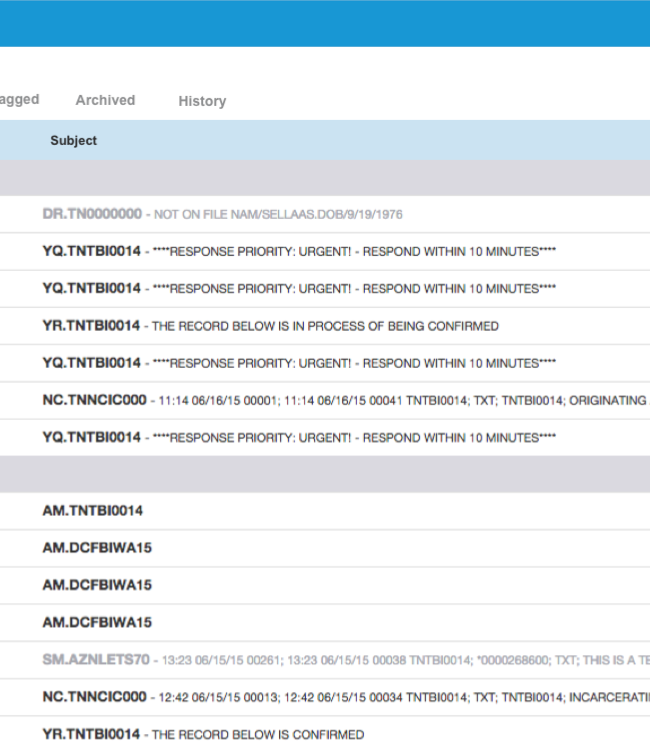 agged Archived History
Subject
DR.TN0000000 - NOT ON FILE NAM/SELLAAS.DOB/9/19/1976
YQ.TNTBI0014 - ****RESPONSE PRIORITY: URGENT! - RESPOND WITHIN 10 MINUTES****
YQ.TNTBI0014 - ****RESPONSE PRIORITY: URGENT! - RESPOND WITHIN 10 MINUTES****
YR.TNTBI0014 - THE RECORD BELOW IS IN PROCESS OF BEING CONFIRMED
YQ.TNTBI0014 - ****RESPONSE PRIORITY: URGENT! - RESPOND WITHIN 10 MINUTES****
NC.TNNCIC000 - 11:14 06/16/15 00001; 11:14 06/16/15 00041 TNTBI0014; TXT; TNTBI0014; ORIGINATING
YQ.TNTBI0014 - ****RESPONSE PRIORITY: URGENT! - RESPOND WITHIN 10 MINUTES****
AM.TNTBI0014
AM.DCFBIWA15
AM.DCFBIWA15
AM.DCFBIWA15
SM.AZNLETS70 - 13:23 06/15/15 00261; 13:23 06/15/15 00038 TNTBI0014; *0000268600; TXT; THIS IS A TE
NC.TNNCIC000 - 12:42 06/15/15 00013; 12:42 06/15/15 00034 TNTBI0014; TXT; TNTBI0014; INCARCERATI
YR.TNTBI0014 - THE RECORD BELOW IS CONFIRMED